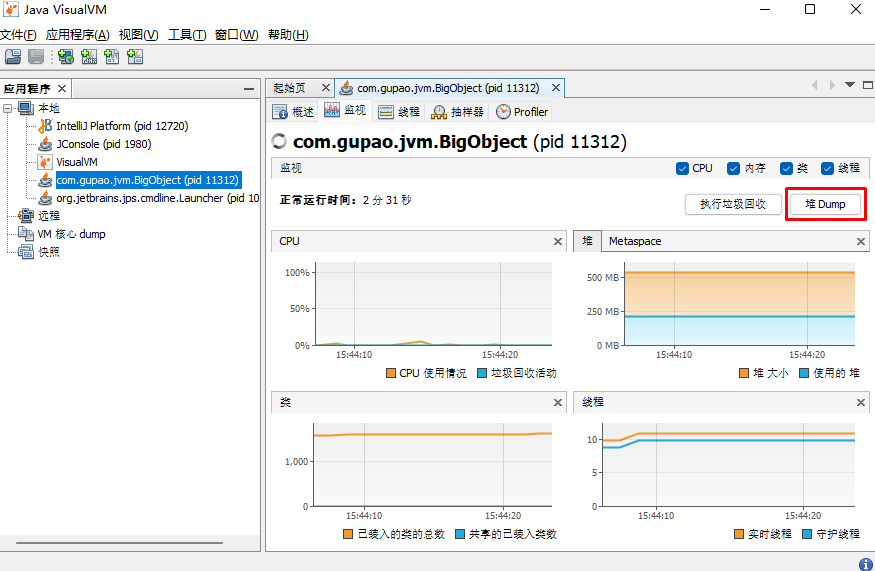 Java VisualVM
文件(F) 应用程序(A) 视图(V) 工具(T) 窗口(W) 帮助(H)
应用程序
本地
IntelliJ Platform (pid 12720)
JConsole (pid 1980)
VisualVM
com.gupao.jvm.BigObject (pid 11312)
org.jetbrains.jps.cmdline.Launcher (pid 10
远程
VM 核心 dump
快照
起始页 com.gupao.jvm.BigObject (pid 11312)
概述 监视 线程 抽样器 Profiler
com.gupao.jvm.BigObject (pid 11312)
监视 CPU 内存 类 线程
正常运行时间: 2 分 31 秒 执行垃圾回收 堆 Dump
CPU
100%
50%
0%
15:44:10 15:44:20
CPU 使用情况 垃圾回收活动
堆 Metaspace
500 MB
250 MB
0 MB
15:44:10 15:44:20
堆 大小 使用的 堆
类
1,000
0
15:44:10 15:44:20
已装入的类的总数 共享的已装入类数
线程
10
5
0
15:44:10 15:44:20
实时线程 守护线程